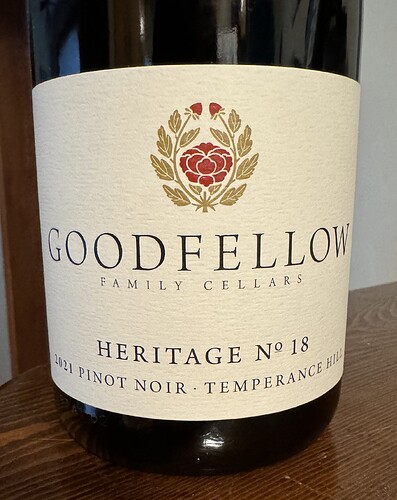 GOODFELLOW
FAMILY CELLARS
HERITAGE Nº 18
2021 PINOT NOIR · TEMPERANCE HILL